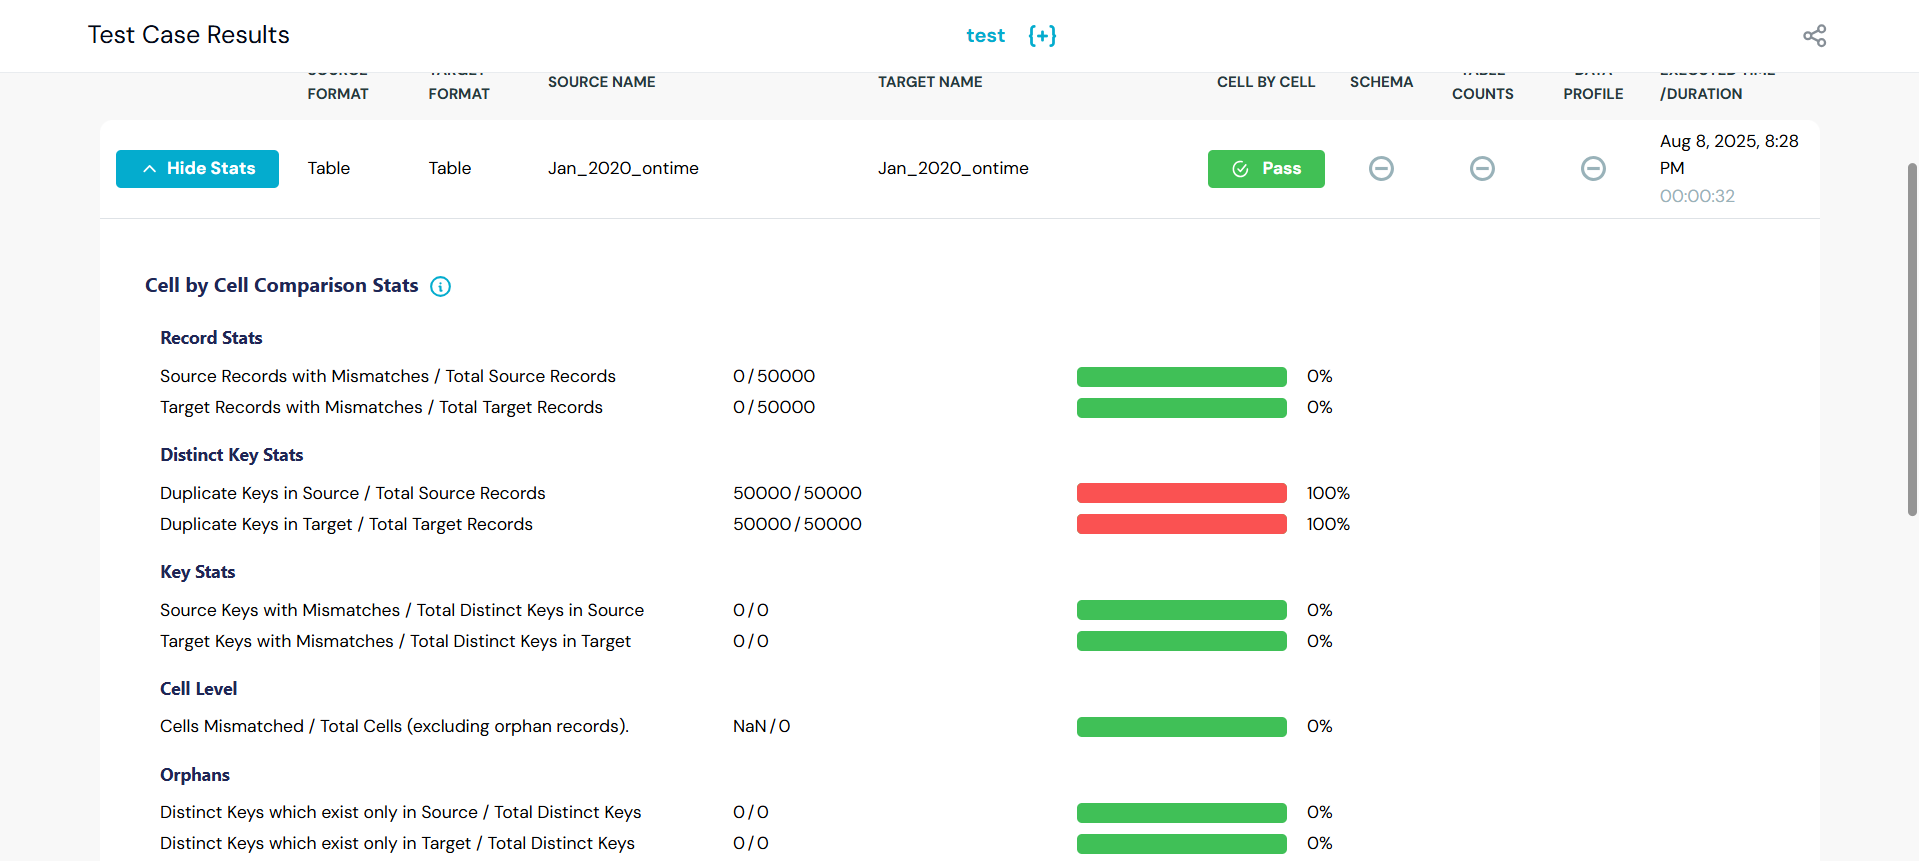 Test Case Results
test {+}
SOURCE FORMAT
TARGET FORMAT
SOURCE NAME
TARGET NAME
CELL BY CELL
SCHEMA
TABLE COUNTS
DATA PROFILE
EXECUTED TIME /DURATION
Hide Stats
Table
Table
Jan_2020_ontime
Jan_2020_ontime
Pass
Aug 8, 2025, 8:28
PM
00:00:32
Cell by Cell Comparison Stats
Record Stats
Source Records with Mismatches / Total Source Records 0/50000 0%
Target Records with Mismatches / Total Target Records 0/50000 0%
Distinct Key Stats
Duplicate Keys in Source / Total Source Records 50000/50000 100%
Duplicate Keys in Target / Total Target Records 50000/50000 100%
Key Stats
Source Keys with Mismatches / Total Distinct Keys in Source 0/0 0%
Target Keys with Mismatches / Total Distinct Keys in Target 0/0 0%
Cell Level
Cells Mismatched / Total Cells (excluding orphan records). NaN/0 0%
Orphans
Distinct Keys which exist only in Source / Total Distinct Keys 0/0 0%
Distinct Keys which exist only in Target / Total Distinct Keys 0/0 0%